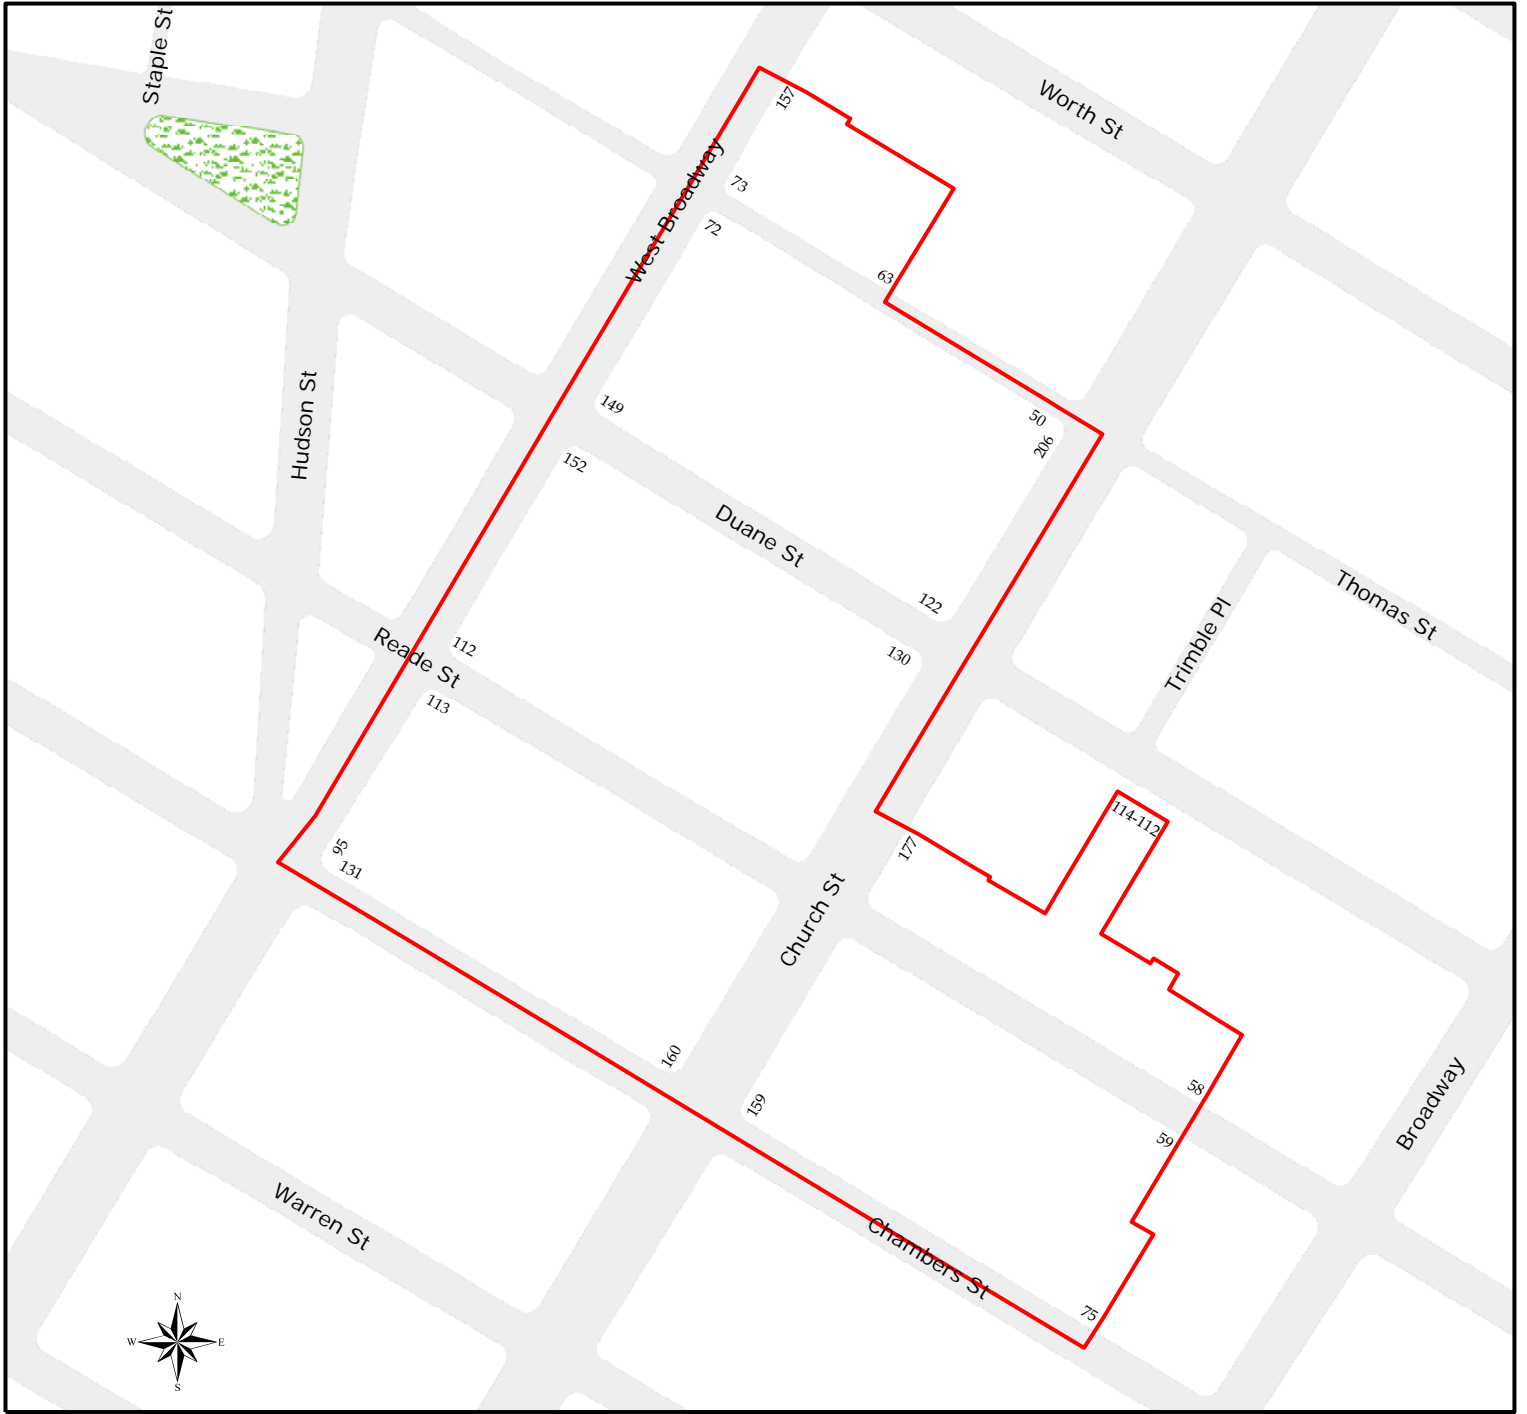 Staple St
Worth St
157
West Broadway
73
72
63
Hudson St
149
50
206
152
Duane St
Thomas St
122
Trimble Pl
130
Reade St
112
113
114-112
95
131
177
Church St
160
159
58
59
Broadway
Warren St
Chambers St
75
N
W
E
S